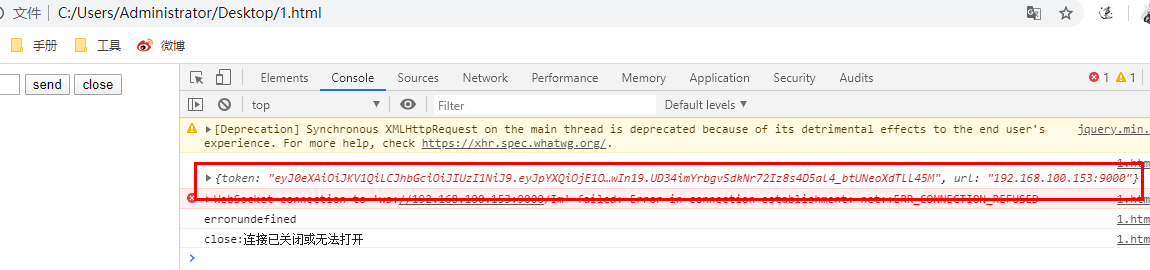 文件 | C:/Users/Administrator/Desktop/1.html
手册 工具 微博
send close
Elements Console Sources Network Performance Memory Application Security Audits 1 1
top Filter Default levels
[Deprecation] Synchronous XMLHttpRequest on the main thread is deprecated because of its detrimental effects to the end user's jquery.min.
experience. For more help, check https://xhr.spec.whatwg.org/.
1.htm
{token: "eyJ0eXAiOiJKV1QiLCJhbGciOiJIUzI1NiJ9.eyJpYXQiOjE1O…wIn19.UD34imYrbgvSdkNr72Iz8s4D5aL4_btUNeoXdTLL45M", url: "192.168.100.153:9000"}
WebSocket connection to 'ws://192.168.100.153:9000/Im' failed: Error in connection establishment: net::ERR_CONNECTION_REFUSED 1.htm
errorundefined 1.htm
close:连接已关闭或无法打开 1.htm